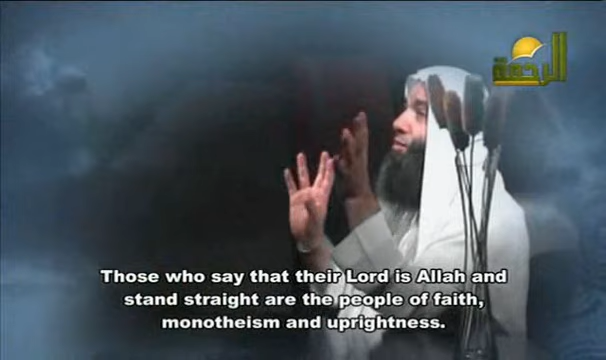 الرحمة
Those who say that their Lord is Allah and
stand straight are the people of faith,
monotheism and uprightness.